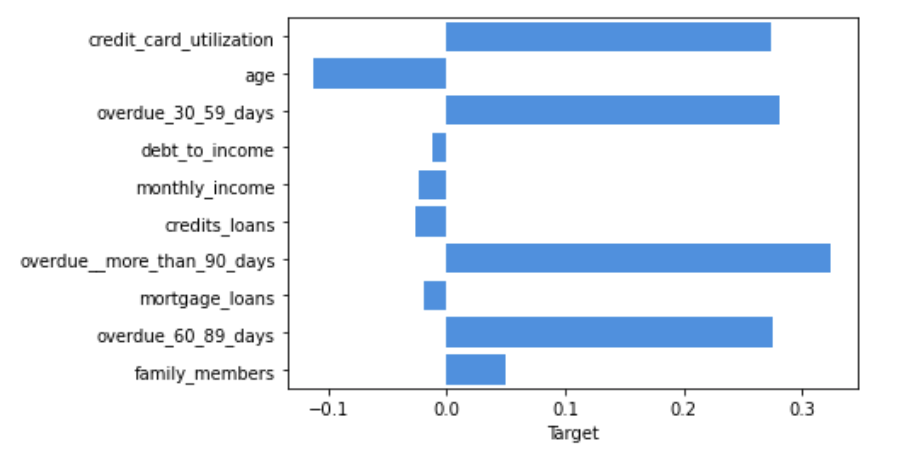 credit_card_utilization
age
overdue_30_59_days
debt_to_income
monthly_income
credits_loans
overdue__more_than_90_days
mortgage_loans
overdue_60_89_days
family_members
−0.1 0.0 0.1 0.2 0.3
Target